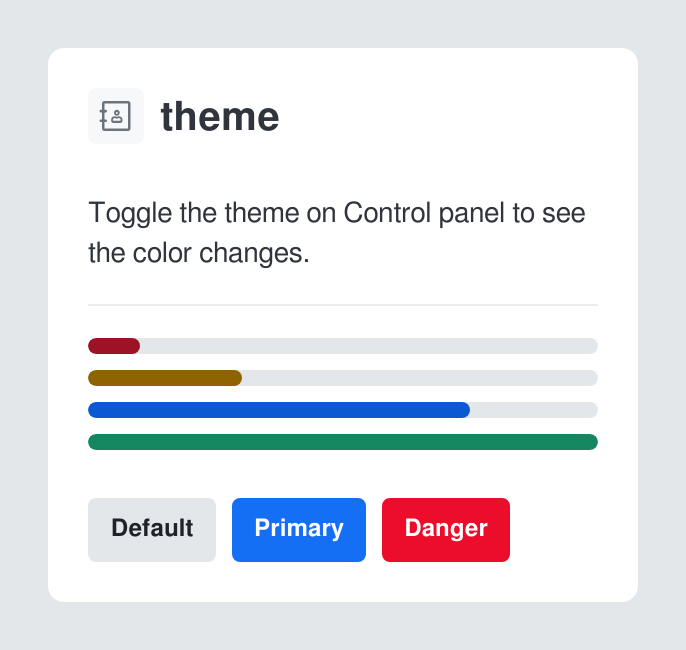 theme
Toggle the theme on Control panel to see
the color changes.
Default
Primary
Danger